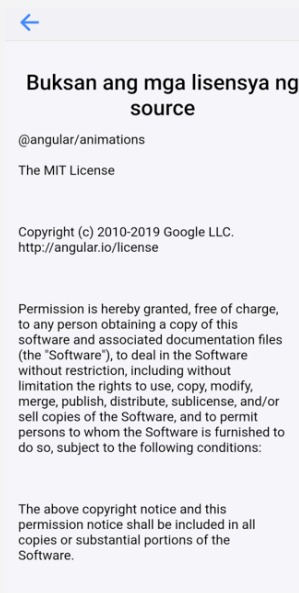 Buksan ang mga lisensya ng
source
@angular/animations
The MIT License
Copyright (c) 2010-2019 Google LLC.
http://angular.io/license
Permission is hereby granted, free of charge,
to any person obtaining a copy of this
software and associated documentation files
(the "Software"), to deal in the Software
without restriction, including without
limitation the rights to use, copy, modify,
merge, publish, distribute, sublicense, and/or
sell copies of the Software, and to permit
persons to whom the Software is furnished to
do so, subject to the following conditions:
The above copyright notice and this
permission notice shall be included in all
copies or substantial portions of the
Software.